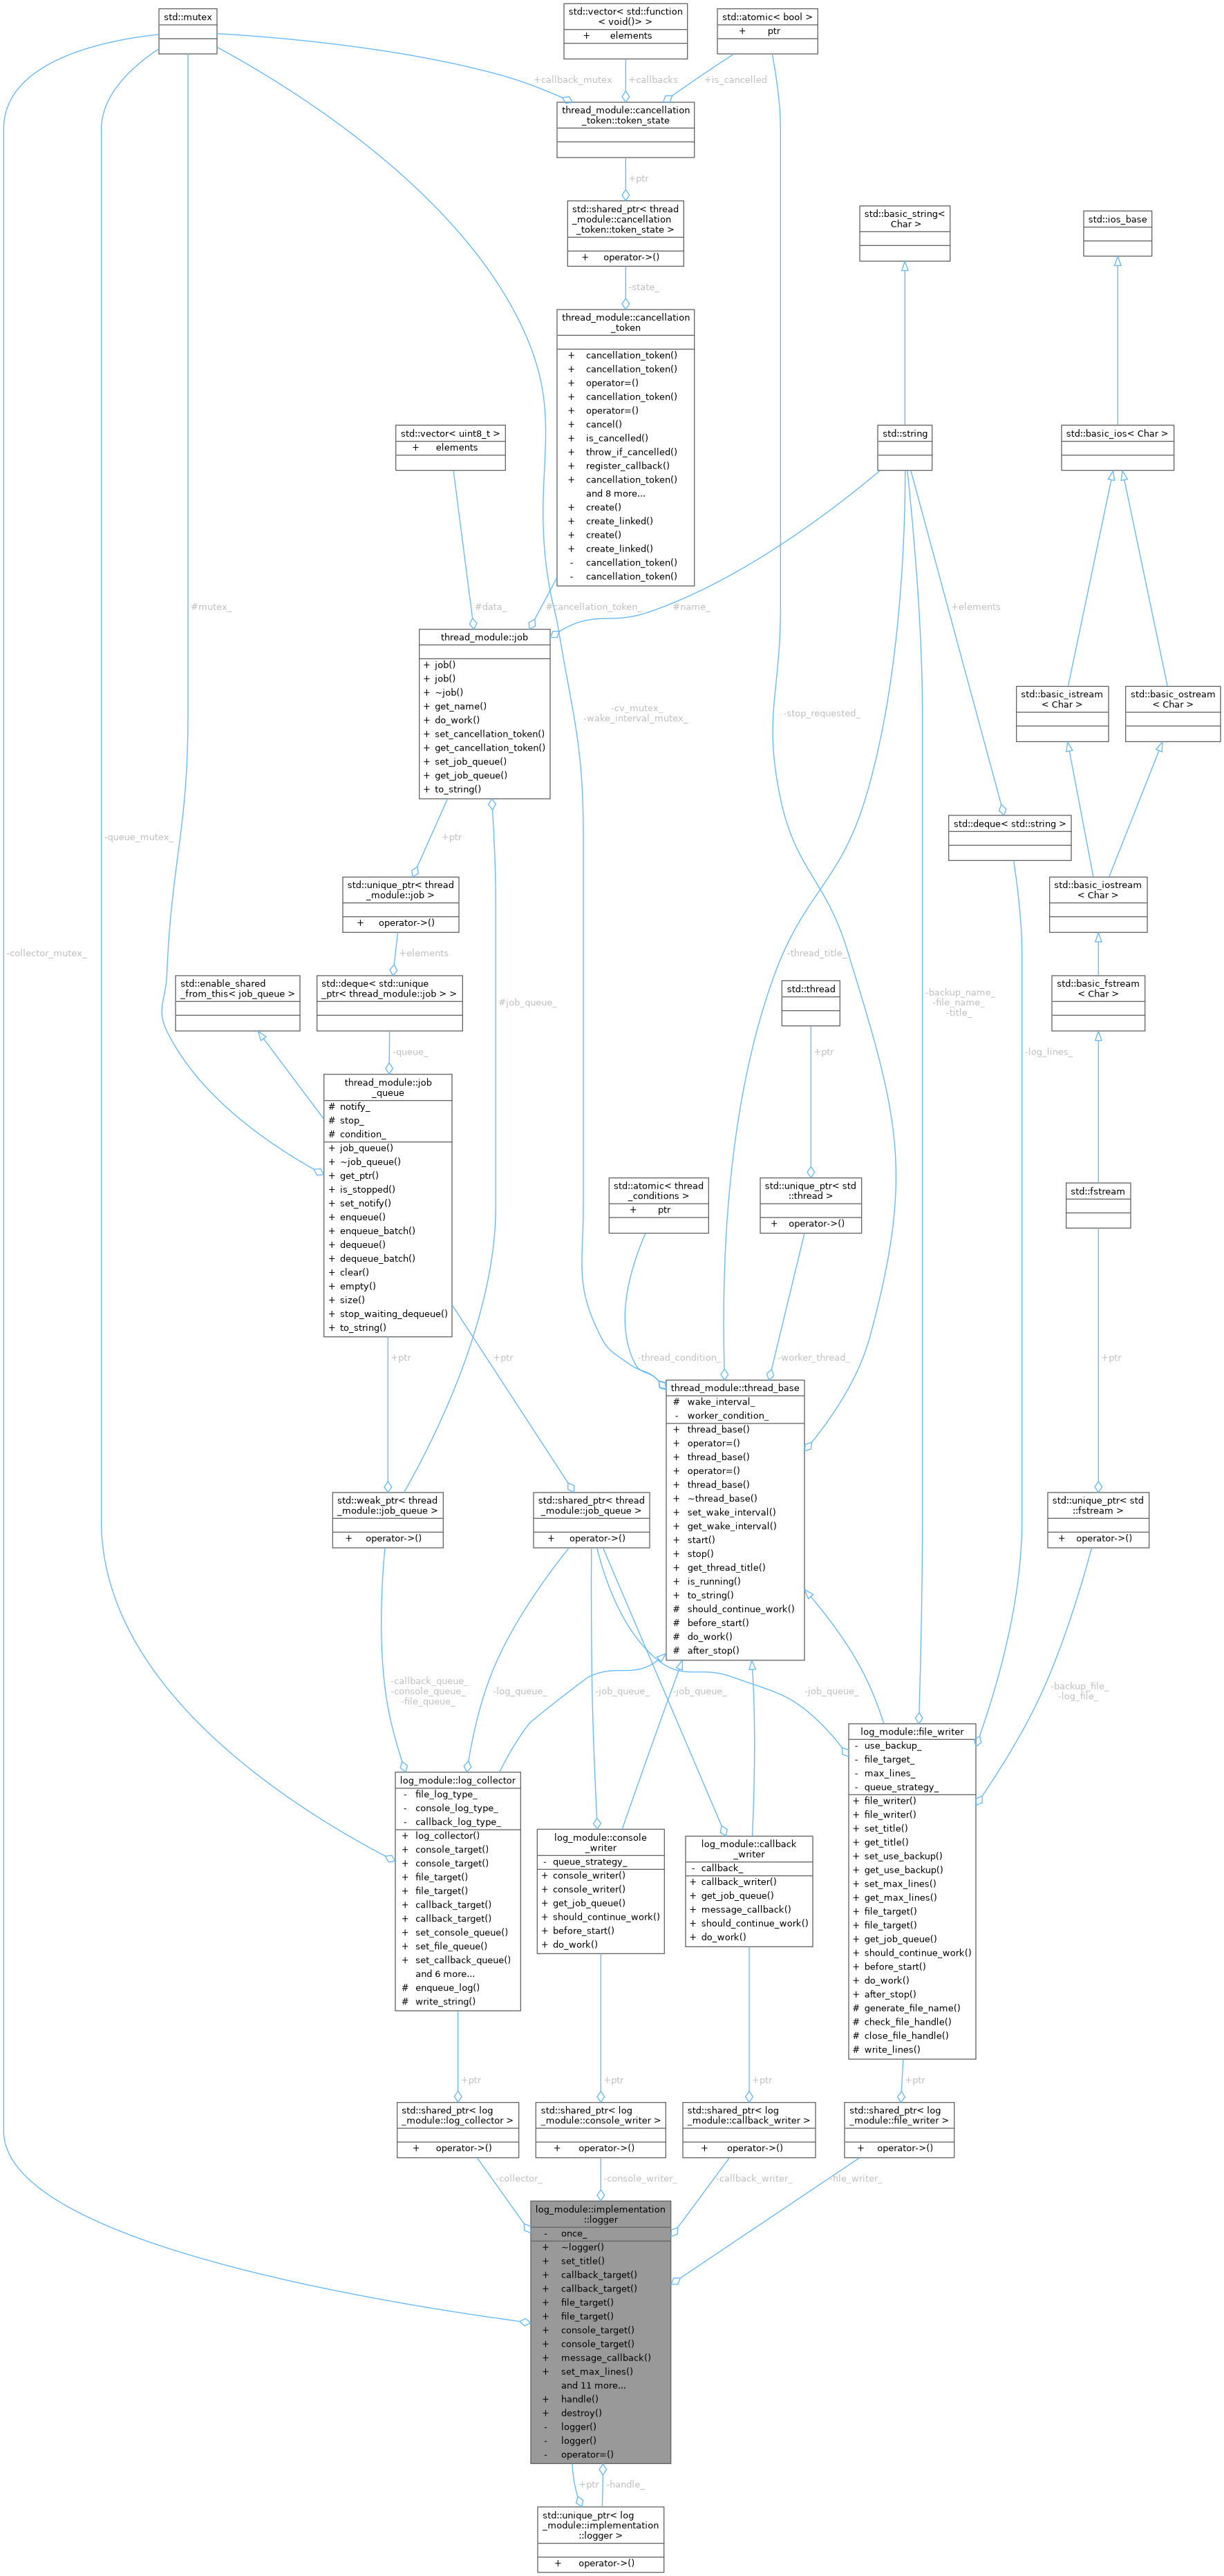 std::mutex
std::vector< std::function
< void()> >
+ elements
std::atomic< bool >
+ ptr
+callback_mutex
+callbacks
+is_cancelled
thread_module::cancellation
_token::token_state
+ptr
std::shared_ptr< thread
_module::cancellation
_token::token_state >
+ operator->()
std::basic_string<
Char >
std::ios_base
-state_
thread_module::cancellation
_token
+ cancellation_token()
+ cancellation_token()
+ operator=()
+ cancellation_token()
+ operator=()
+ cancel()
+ is_cancelled()
+ throw_if_cancelled()
+ register_callback()
+ cancellation_token()
and 8 more...
+ create()
+ create_linked()
+ create()
+ create_linked()
- cancellation_token()
- cancellation_token()
std::vector< uint8_t >
+ elements
std::string
std::basic_ios< Char >
#mutex_
#data_
#cancellation_token_
#name_
+elements
thread_module::job
+ job()
+ job()
+ ~job()
+ get_name()
+ do_work()
+ set_cancellation_token()
+ get_cancellation_token()
+ set_job_queue()
+ get_job_queue()
+ to_string()
-cv_mutex_
-wake_interval_mutex_
-stop_requested_
std::basic_istream
< Char >
std::basic_ostream
< Char >
-queue_mutex_
+ptr
std::deque< std::string >
std::unique_ptr< thread
_module::job >
+ operator->()
std::basic_iostream
< Char >
-collector_mutex_
+elements
-thread_title_
std::enable_shared
_from_this< job_queue >
std::deque< std::unique
_ptr< thread_module::job > >
#job_queue_
std::thread
-backup_name_
-file_name_
-title_
std::basic_fstream
< Char >
-queue_
+ptr
-log_lines_
thread_module::job
_queue
# notify_
# stop_
# condition_
+ job_queue()
+ ~job_queue()
+ get_ptr()
+ is_stopped()
+ set_notify()
+ enqueue()
+ enqueue_batch()
+ dequeue()
+ dequeue_batch()
+ clear()
+ empty()
+ size()
+ stop_waiting_dequeue()
+ to_string()
std::atomic< thread
_conditions >
+ ptr
std::unique_ptr< std
::thread >
+ operator->()
std::fstream
+ptr
+ptr
-thread_condition_
-worker_thread_
+ptr
thread_module::thread_base
# wake_interval_
- worker_condition_
+ thread_base()
+ operator=()
+ thread_base()
+ operator=()
+ thread_base()
+ ~thread_base()
+ set_wake_interval()
+ get_wake_interval()
+ start()
+ stop()
+ get_thread_title()
+ is_running()
+ to_string()
# should_continue_work()
# before_start()
# do_work()
# after_stop()
std::weak_ptr< thread
_module::job_queue >
+ operator->()
std::shared_ptr< thread
_module::job_queue >
+ operator->()
std::unique_ptr< std
::fstream >
+ operator->()
-callback_queue_
-console_queue_
-file_queue_
-log_queue_
-job_queue_
-job_queue_
-job_queue_
-backup_file_
-log_file_
log_module::file_writer
- use_backup_
- file_target_
- max_lines_
- queue_strategy_
+ file_writer()
+ file_writer()
+ set_title()
+ get_title()
+ set_use_backup()
+ get_use_backup()
+ set_max_lines()
+ get_max_lines()
+ file_target()
+ file_target()
+ get_job_queue()
+ should_continue_work()
+ before_start()
+ do_work()
+ after_stop()
# generate_file_name()
# check_file_handle()
# close_file_handle()
# write_lines()
log_module::log_collector
- file_log_type_
- console_log_type_
- callback_log_type_
+ log_collector()
+ console_target()
+ console_target()
+ file_target()
+ file_target()
+ callback_target()
+ callback_target()
+ set_console_queue()
+ set_file_queue()
+ set_callback_queue()
and 6 more...
# enqueue_log()
# write_string()
log_module::console
_writer
- queue_strategy_
+ console_writer()
+ console_writer()
+ get_job_queue()
+ should_continue_work()
+ before_start()
+ do_work()
log_module::callback
_writer
- callback_
+ callback_writer()
+ get_job_queue()
+ message_callback()
+ should_continue_work()
+ do_work()
+ptr
+ptr
+ptr
+ptr
std::shared_ptr< log
_module::log_collector >
+ operator->()
std::shared_ptr< log
_module::console_writer >
+ operator->()
std::shared_ptr< log
_module::callback_writer >
+ operator->()
std::shared_ptr< log
_module::file_writer >
+ operator->()
-collector_
-console_writer_
-callback_writer_
-file_writer_
log_module::implementation
::logger
- once_
+ ~logger()
+ set_title()
+ callback_target()
+ callback_target()
+ file_target()
+ file_target()
+ console_target()
+ console_target()
+ message_callback()
+ set_max_lines()
and 11 more...
+ handle()
+ destroy()
- logger()
- logger()
- operator=()
+ptr
-handle_
std::unique_ptr< log
_module::implementation
::logger >
+ operator->()